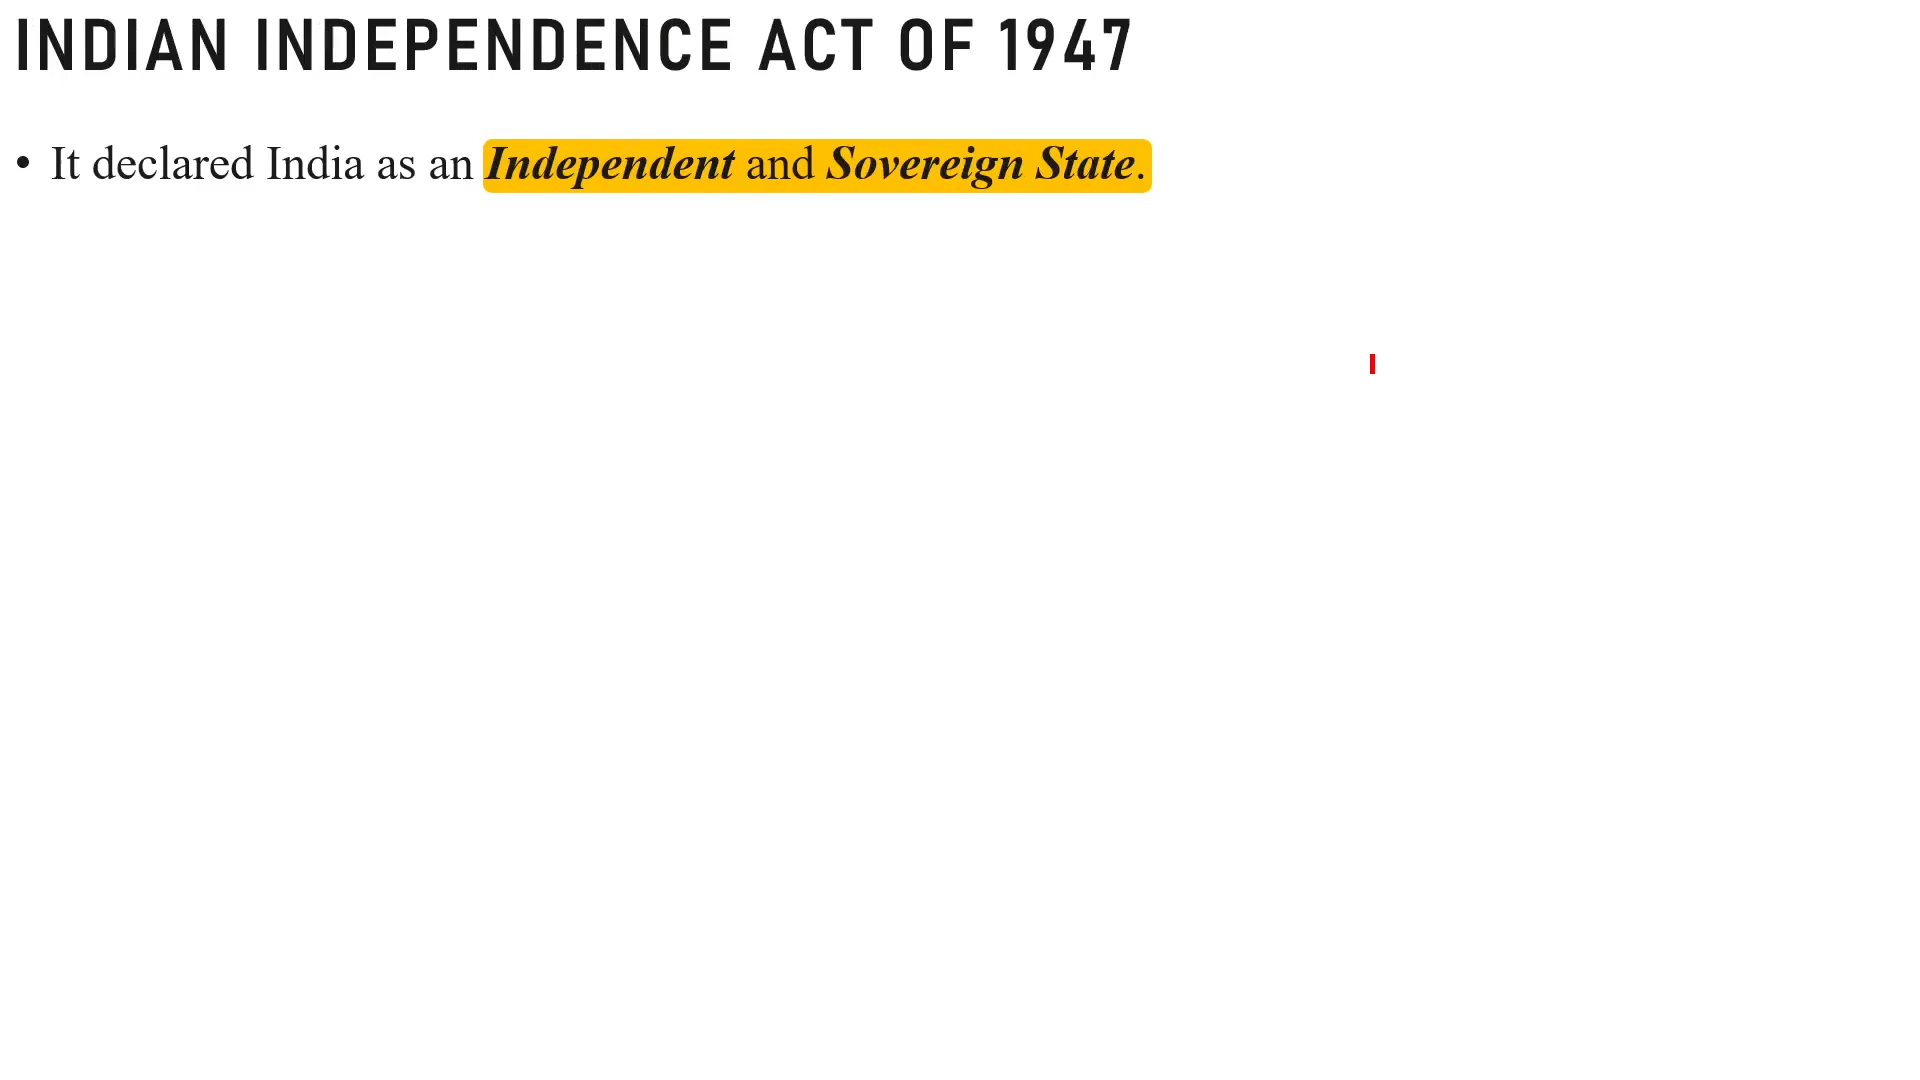 INDIAN INDEPENDENCE ACT OF 1947
• It declared India as an Independent and Sovereign State.